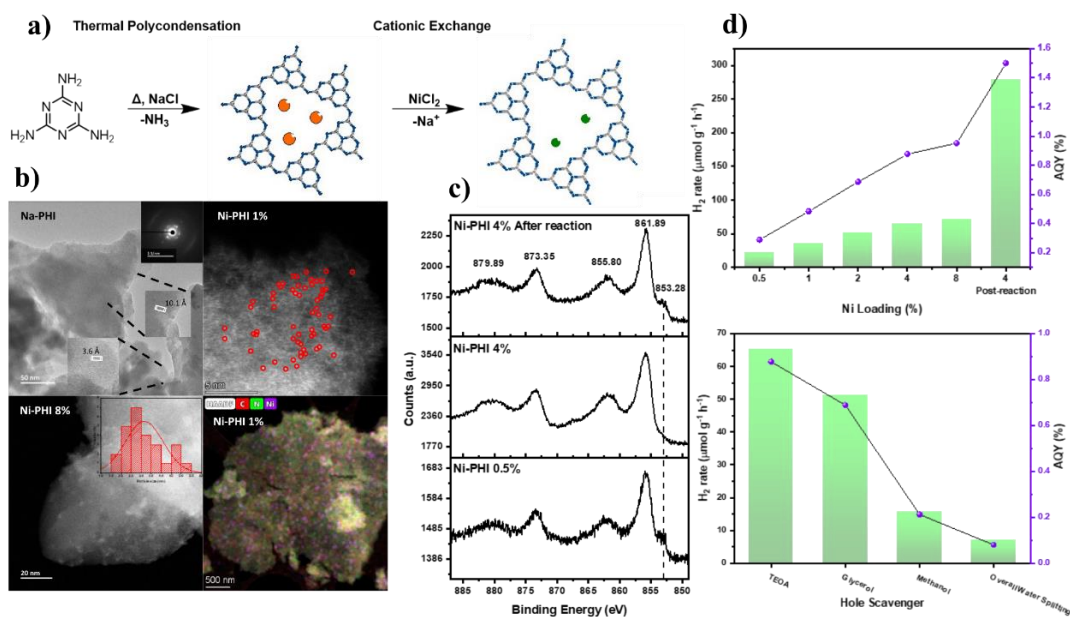 a)
Thermal Polycondensation
Cationic Exchange
NH2
N
N
N
H2N
NH2
Δ, NaCl
-NH3
NiCl2
-Na+
b)
Na-PHI
10.1 Å
3.6 Å
50 nm
Ni-PHI 1%
5 nm
Ni-PHI 8%
20 nm
HAADF C N Ni
Ni-PHI 1%
500 nm
c)
Ni-PHI 4% After reaction
861.89
879.89
873.35
855.80
853.28
2250
2000
1750
1500
Ni-PHI 4%
3540
2950
2360
1770
Ni-PHI 0.5%
1683
1584
1485
1386
Counts (a.u.)
885 880 875 870 865 860 855 850
Binding Energy (eV)
d)
H2 rate (μmol g-1 h-1)
300
250
200
150
100
50
0
AQY (%)
1.6
1.4
1.2
1.0
0.8
0.6
0.4
0.2
0.5 1 2 4 8 4
Post-reaction
Ni Loading (%)
H2 rate (μmol g-1 h-1)
70
60
50
40
30
20
10
0
AQY (%)
1.0
0.8
0.6
0.4
0.2
0.0
TEOA
Glycerol
Methanol
Overall Water Splitting
Hole Scavenger